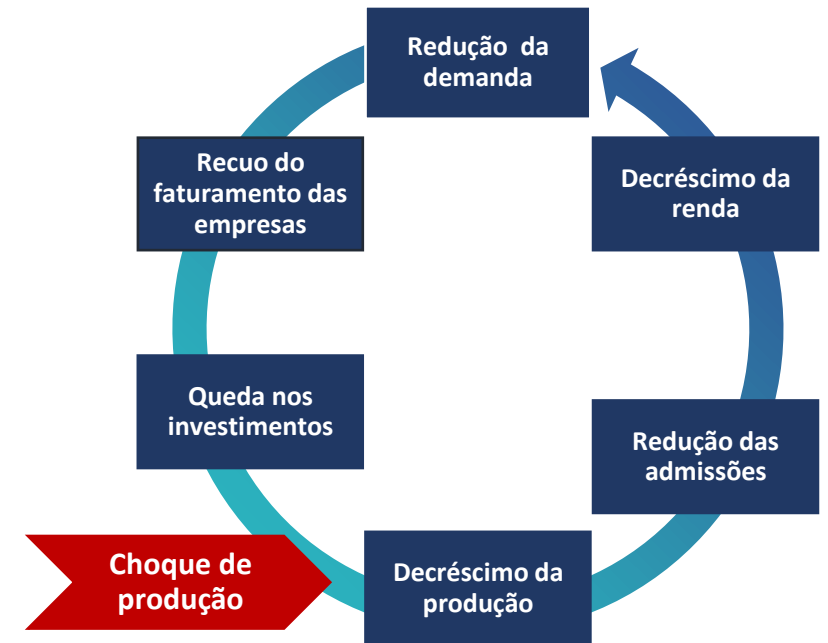 Redução da
demanda
Recuo do
faturamento das
empresas
Decréscimo da
renda
Queda nos
investimentos
Redução das
admissões
Choque de
produção
Decréscimo da
produção